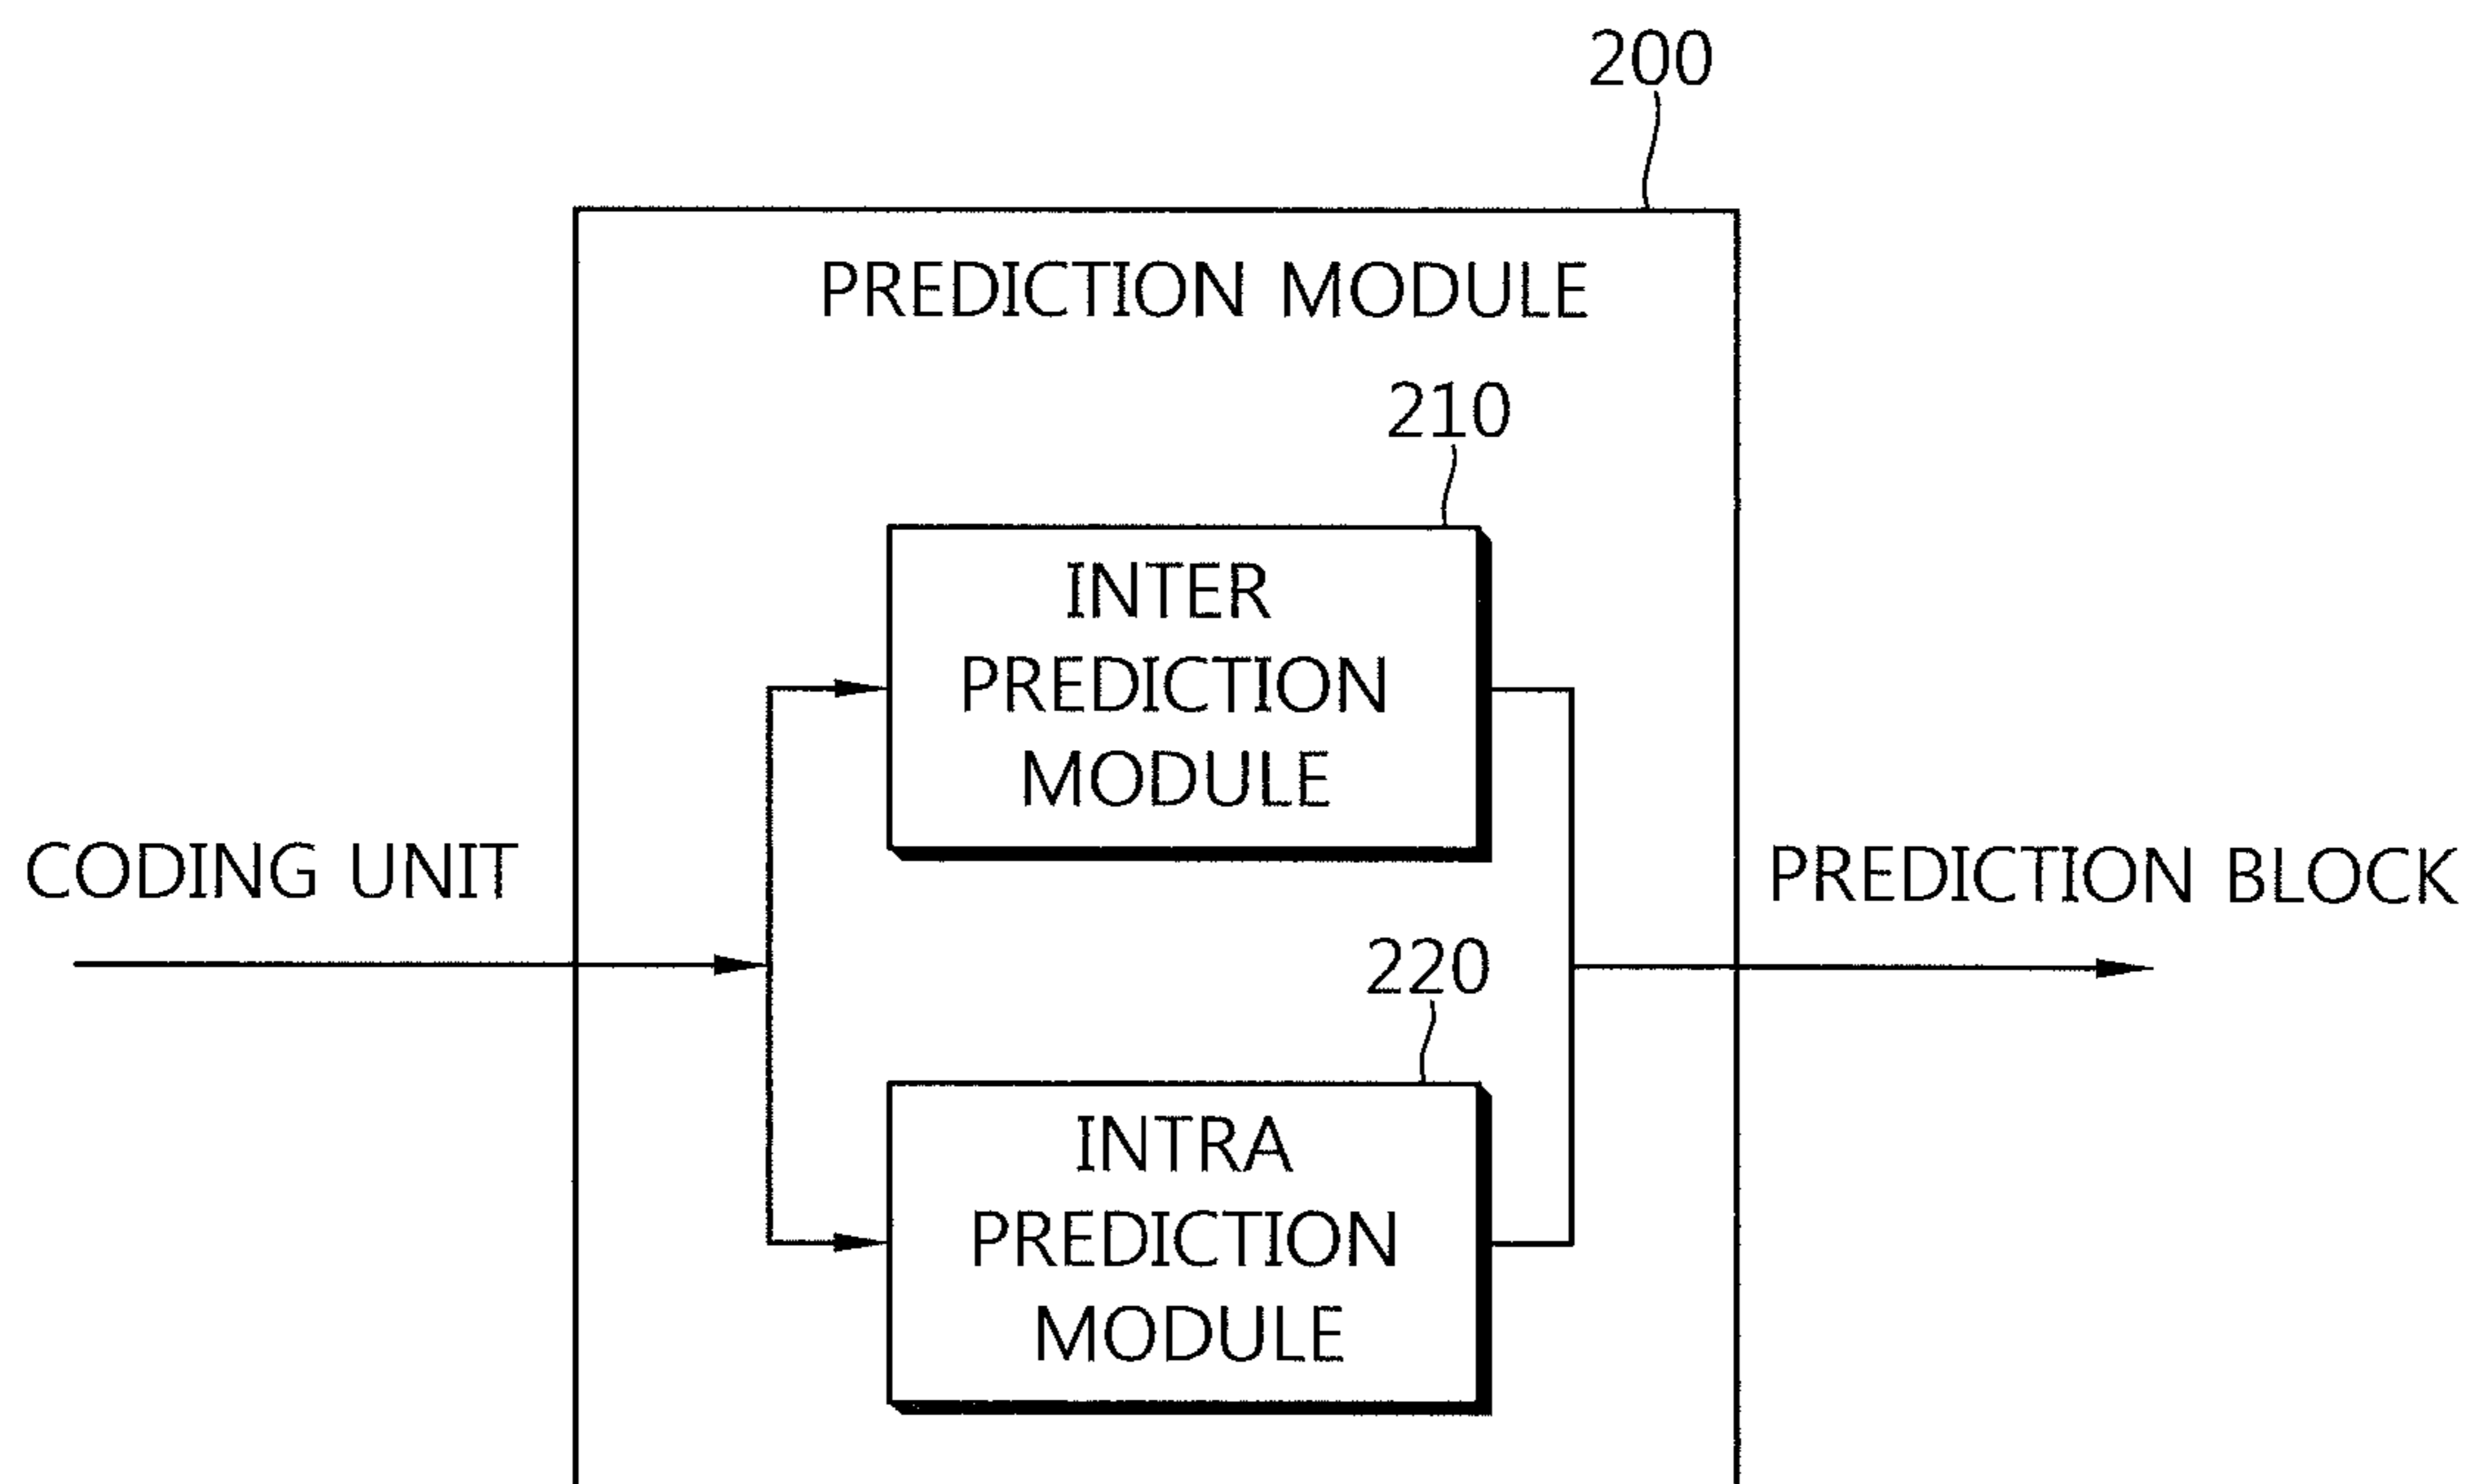 200
PREDICTION MODULE
210
INTER
PREDICTION
MODULE
CODING UNIT
PREDICTION BLOCK
220
INTRA
PREDICTION
MODULE